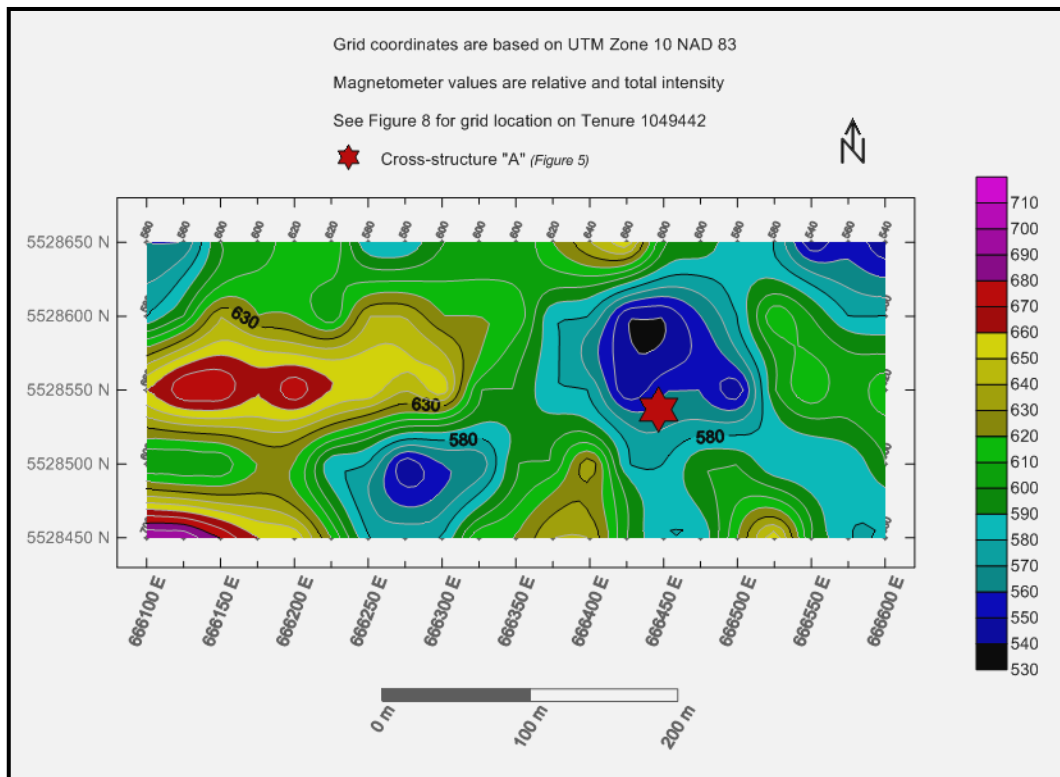 Grid coordinates are based on UTM Zone 10 NAD 83
Magnetometer values are relative and total intensity
See Figure 8 for grid location on Tenure 1049442
Cross-structure "A" (Figure 5)
N
710
700
690
680
670
660
650
640
630
620
610
600
590
580
570
560
550
540
530
5528650 N
5528600 N
5528550 N
5528500 N
5528450 N
630
630
580
580
666100 E
666150 E
666200 E
666250 E
666300 E
666350 E
666400 E
666450 E
666500 E
666550 E
666600 E
0 m
100 m
200 m